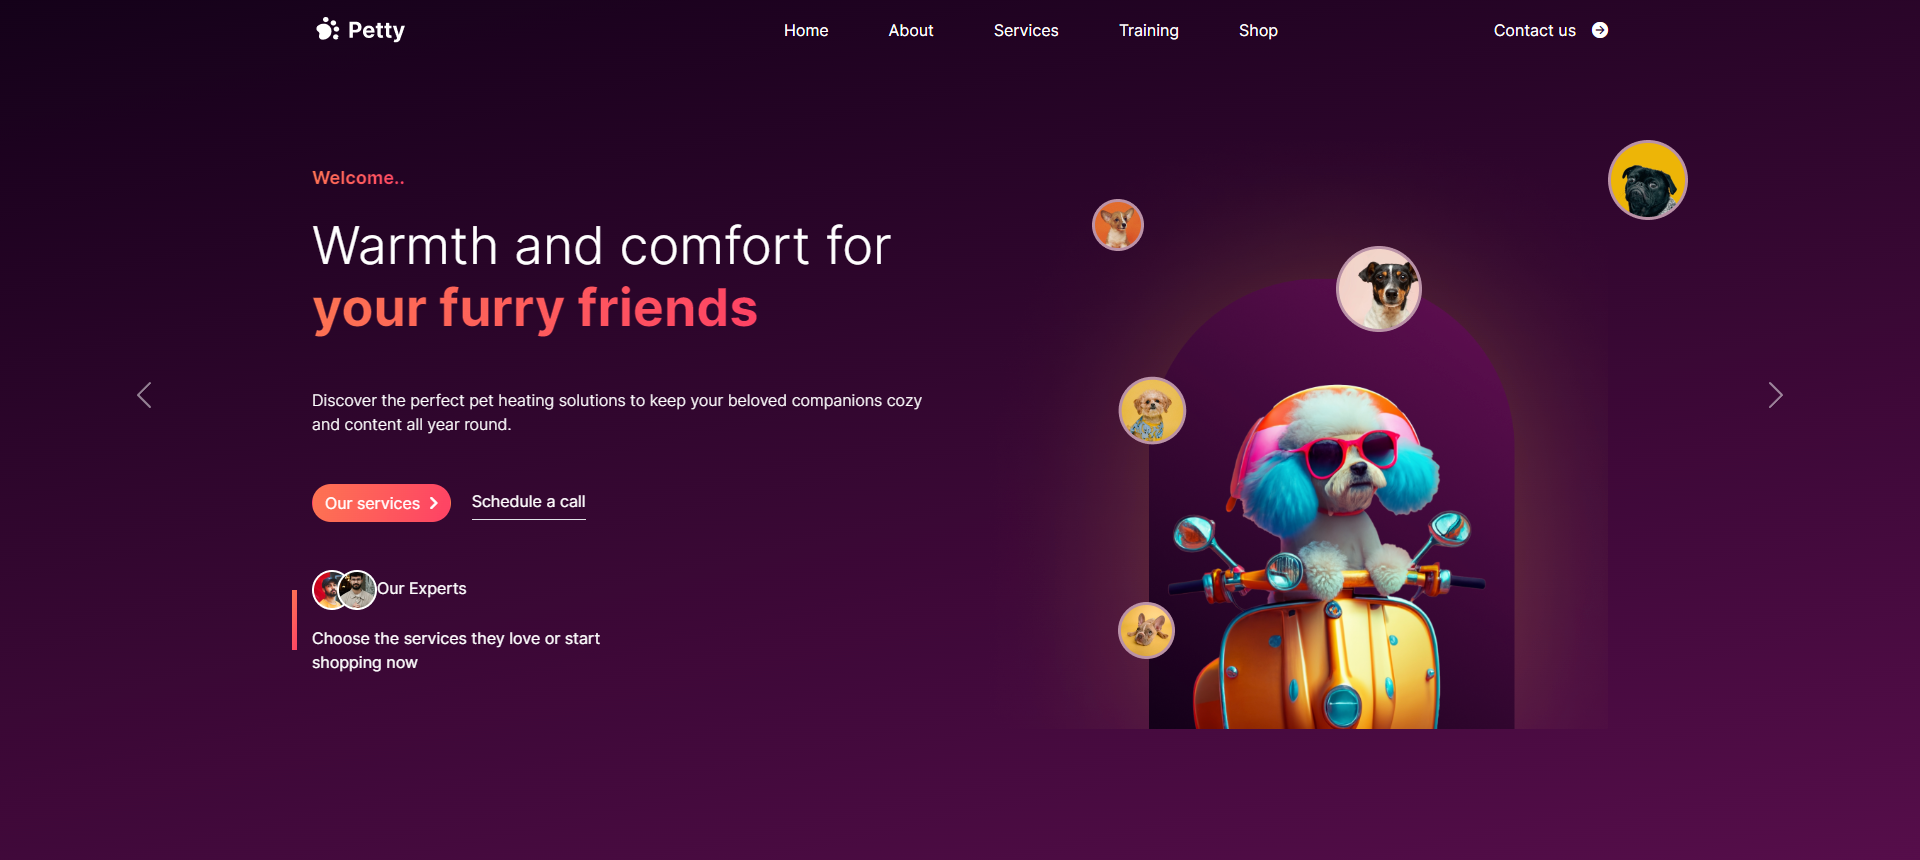 Petty
Home
About
Services
Training
Shop
Contact us
Welcome..
Warmth and comfort for
your furry friends
Discover the perfect pet heating solutions to keep your beloved companions cozy
and content all year round.
Our services
Schedule a call
Our Experts
Choose the services they love or start
shopping now